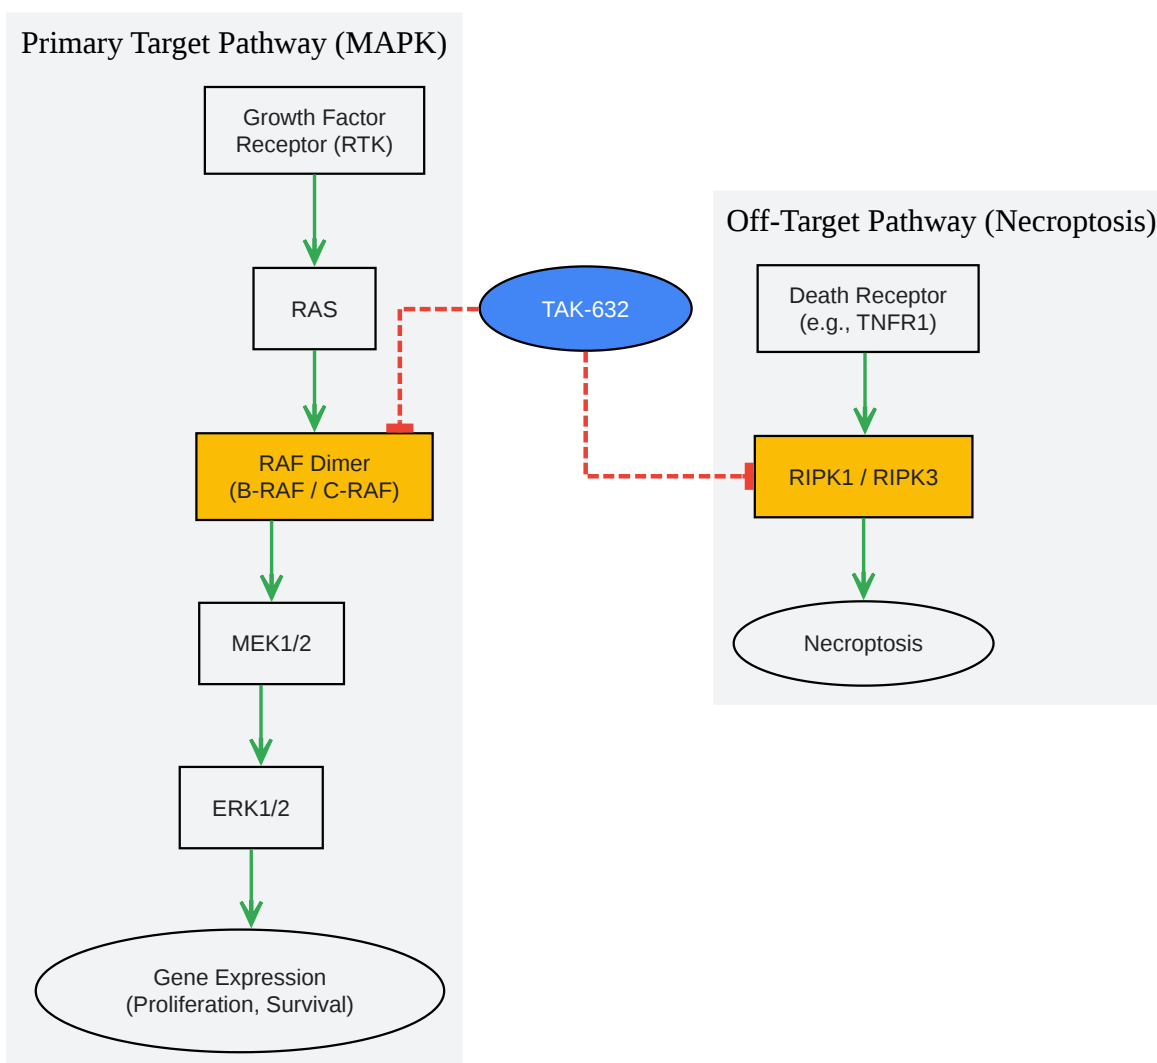 Primary Target Pathway (MAPK)
Growth Factor
Receptor (RTK)
RAS
RAF Dimer
(B-RAF / C-RAF)
MEK1/2
ERK1/2
Gene Expression
(Proliferation, Survival)
TAK-632
Off-Target Pathway (Necroptosis)
Death Receptor
(e.g., TNFR1)
RIPK1 / RIPK3
Necroptosis